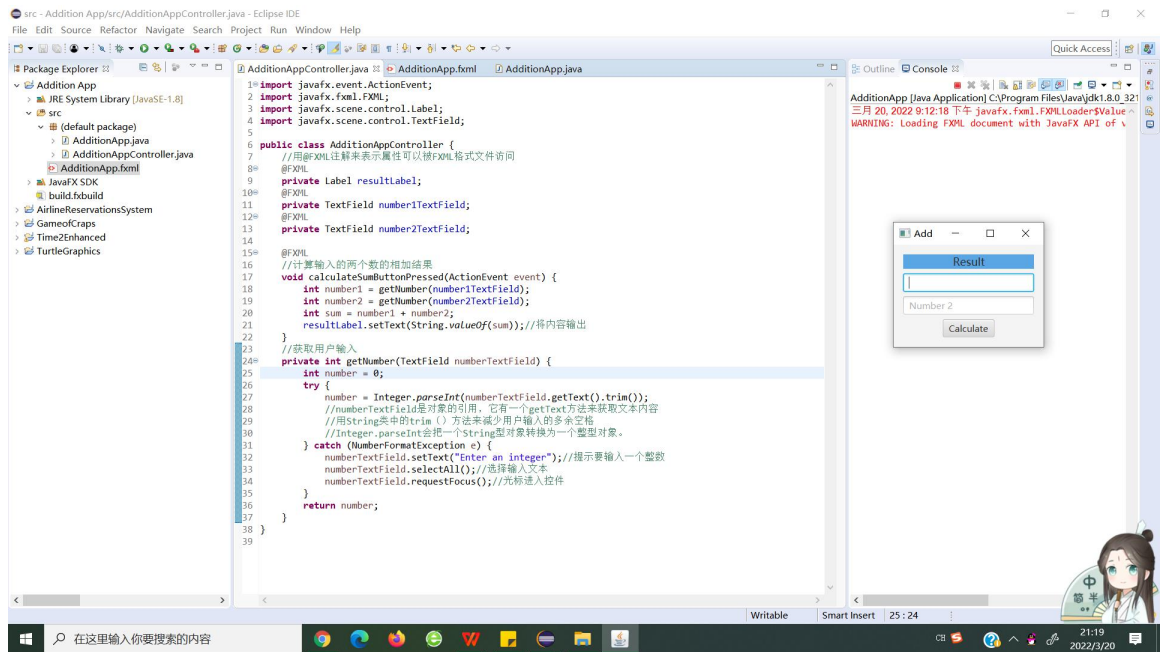 src - Addition App/src/AdditionAppController.java - Eclipse IDE
File Edit Source Refactor Navigate Search Project Run Window Help
Quick Access
Package Explorer
Addition App
JRE System Library [JavaSE-1.8]
src
(default package)
AdditionApp.java
AdditionAppController.java
AdditionApp.fxml
JavaFX SDK
build.fxbuild
AirlineReservationsSystem
GameofCraps
Time2Enhanced
TurtleGraphics
AdditionAppController.java AdditionApp.fxml AdditionApp.java
1 import javafx.event.ActionEvent;
2 import javafx.fxml.FXML;
3 import javafx.scene.control.Label;
4 import javafx.scene.control.TextField;
5
6 public class AdditionAppController {
7 //用@FXML注解来表示属性可以被FXML格式文件访问
8 @FXML
9 private Label resultLabel;
10 @FXML
11 private TextField number1TextField;
12 @FXML
13 private TextField number2TextField;
14
15 @FXML
16 //计算输入的两个数的相加结果
17 void calculateSumButtonPressed(ActionEvent event) {
18 int number1 = getNumber(number1TextField);
19 int number2 = getNumber(number2TextField);
20 int sum = number1 + number2;
21 resultLabel.setText(String.valueOf(sum));//将内容输出
22 }
23 //获取用户输入
24 private int getNumber(TextField numberTextField) {
25 int number = 0;
26 try {
27 number = Integer.parseInt(numberTextField.getText().trim());
28 //numberTextField是对象的引用，它有一个getText方法来获取文本内容
29 //用String类中的trim（）方法来减少用户输入的多余空格
30 //Integer.parseInt会把一个String型对象转换为一个整型对象。
31 } catch (NumberFormatException e) {
32 numberTextField.setText("Enter an integer");//提示要输入一个整数
33 numberTextField.selectAll();//选择输入文本
34 numberTextField.requestFocus();//光标进入控件
35 }
36 return number;
37 }
38 }
39
Outline Console
AdditionApp [Java Application] C:\Program Files\Java\jdk1.8.0_321
三月 20, 2022 9:12:18 下午 javafx.fxml.FXMLLoader$Value
WARNING: Loading FXML document with JavaFX API of v
Add
Result
Number 2
Calculate
Writable Smart Insert 25 : 24
中
简 半
在这里输入你要搜索的内容
CH
21:19
2022/3/20